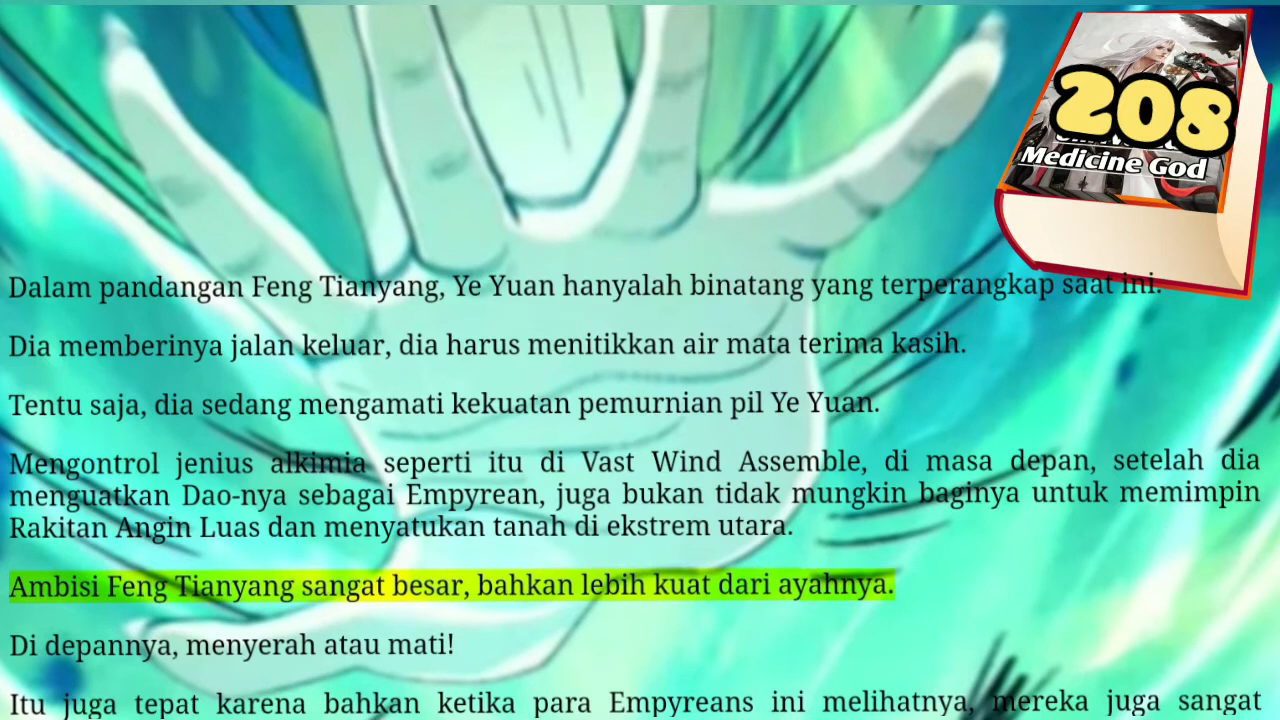 208
Medicine God
Dalam pandangan Feng Tianyang, Ye Yuan hanyalah binatang yang terperangkap saat ini.
Dia memberinya jalan keluar, dia harus menitikkan air mata terima kasih.
Tentu saja, dia sedang mengamati kekuatan pemurnian pil Ye Yuan.
Mengontrol jenius alkimia seperti itu di Vast Wind Assemble, di masa depan, setelah dia
menguatkan Dao-nya sebagai Empyrean, juga bukan tidak mungkin baginya untuk memimpin
Rakitan Angin Luas dan menyatukan tanah di ekstrem utara.
Ambisi Feng Tianyang sangat besar, bahkan lebih kuat dari ayahnya.
Di depannya, menyerah atau mati!
Itu juga tepat karena bahkan ketika para Empyreans ini melihatnya, mereka juga sangat